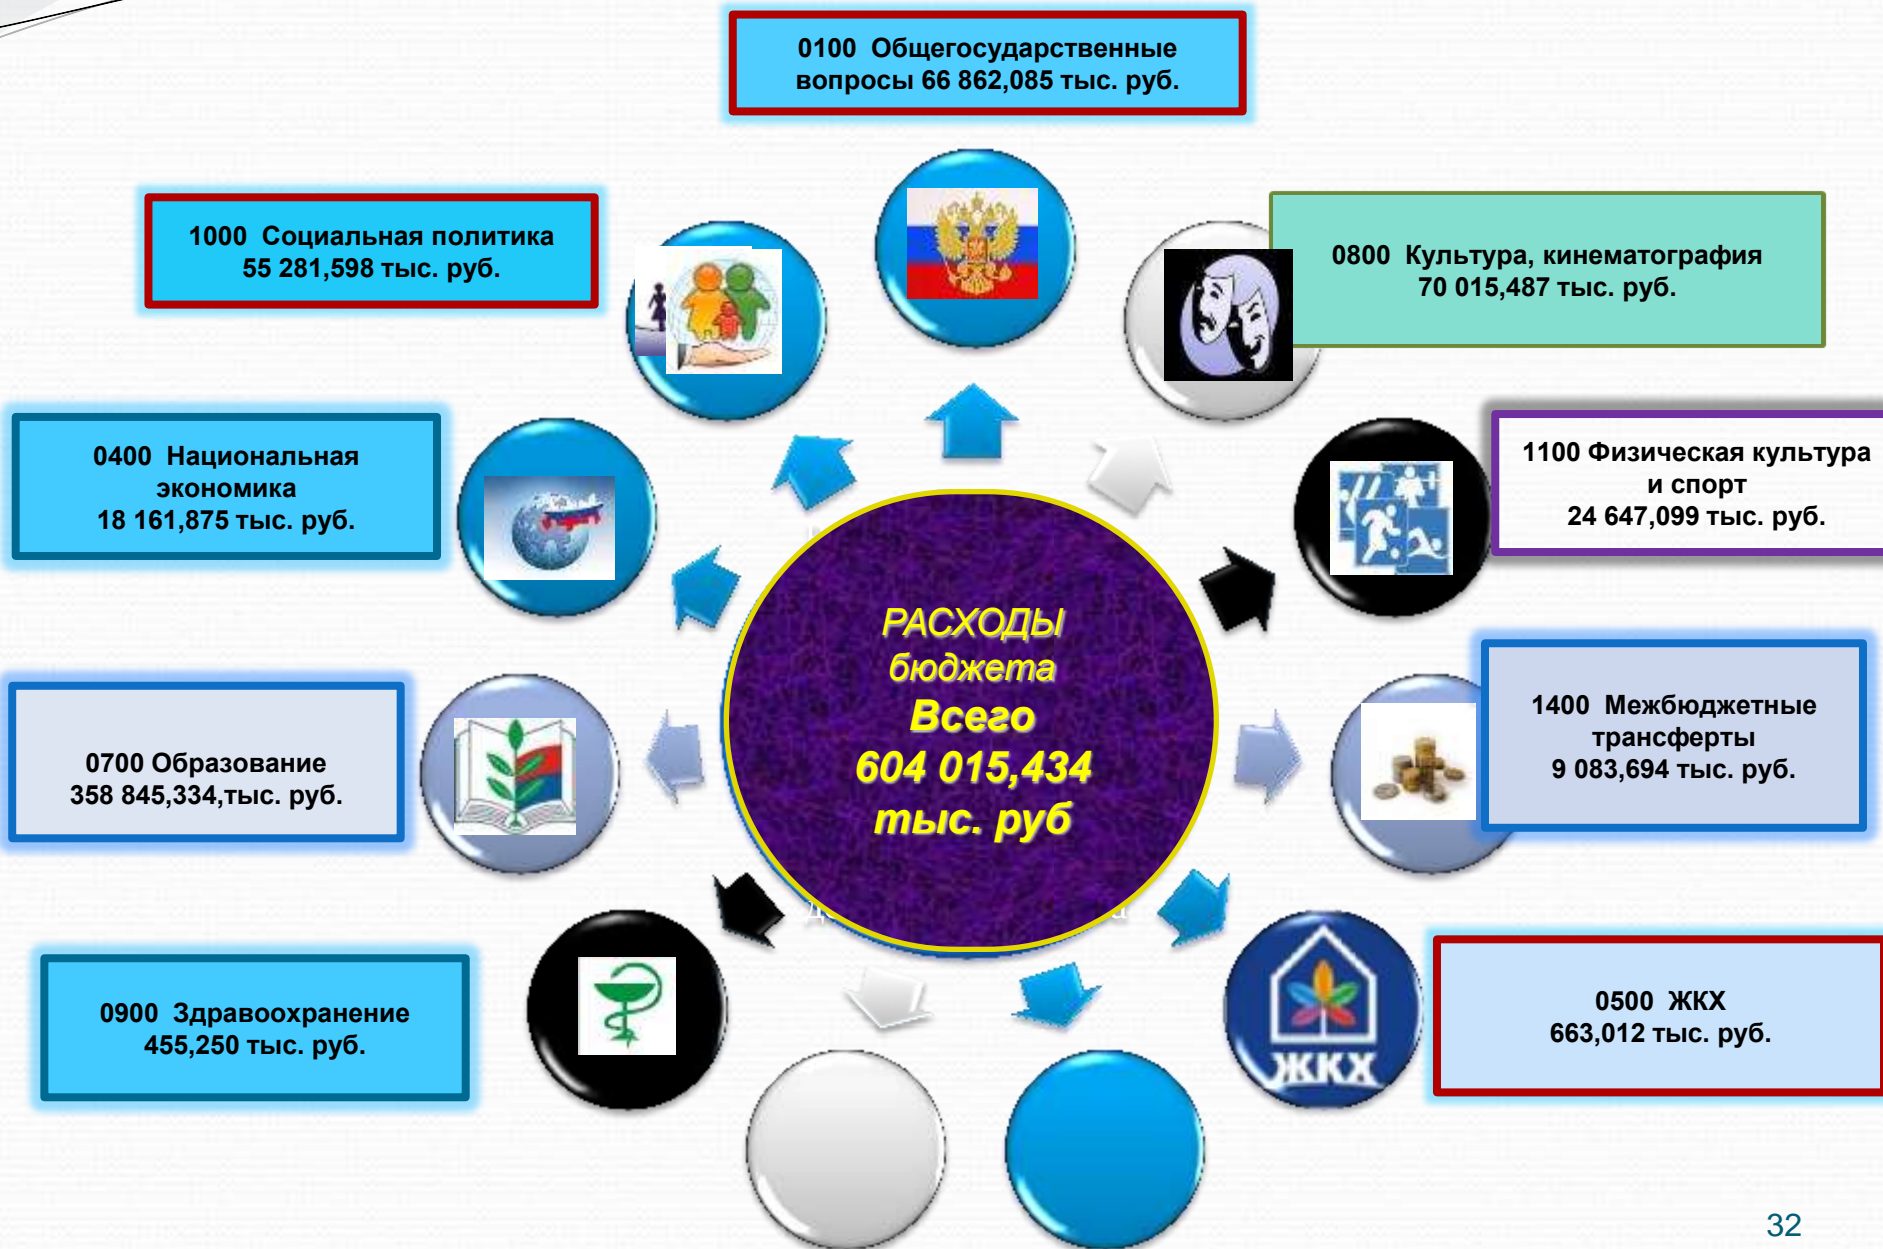 0100 Общегосударственные
вопросы 66 862,085 тыс. руб.
1000 Социальная политика
55 281,598 тыс. руб.
0800 Культура, кинематография
70 015,487 тыс. руб.
0400 Национальная
экономика
18 161,875 тыс. руб.
1100 Физическая культура
и спорт
24 647,099 тыс. руб.
РАСХОДЫ
бюджета
Всего
604 015,434
тыс. руб
0700 Образование
358 845,334,тыс. руб.
1400 Межбюджетные
трансферты
9 083,694 тыс. руб.
0900 Здравоохранение
455,250 тыс. руб.
ЖКХ
0500 ЖКХ
663,012 тыс. руб.
32